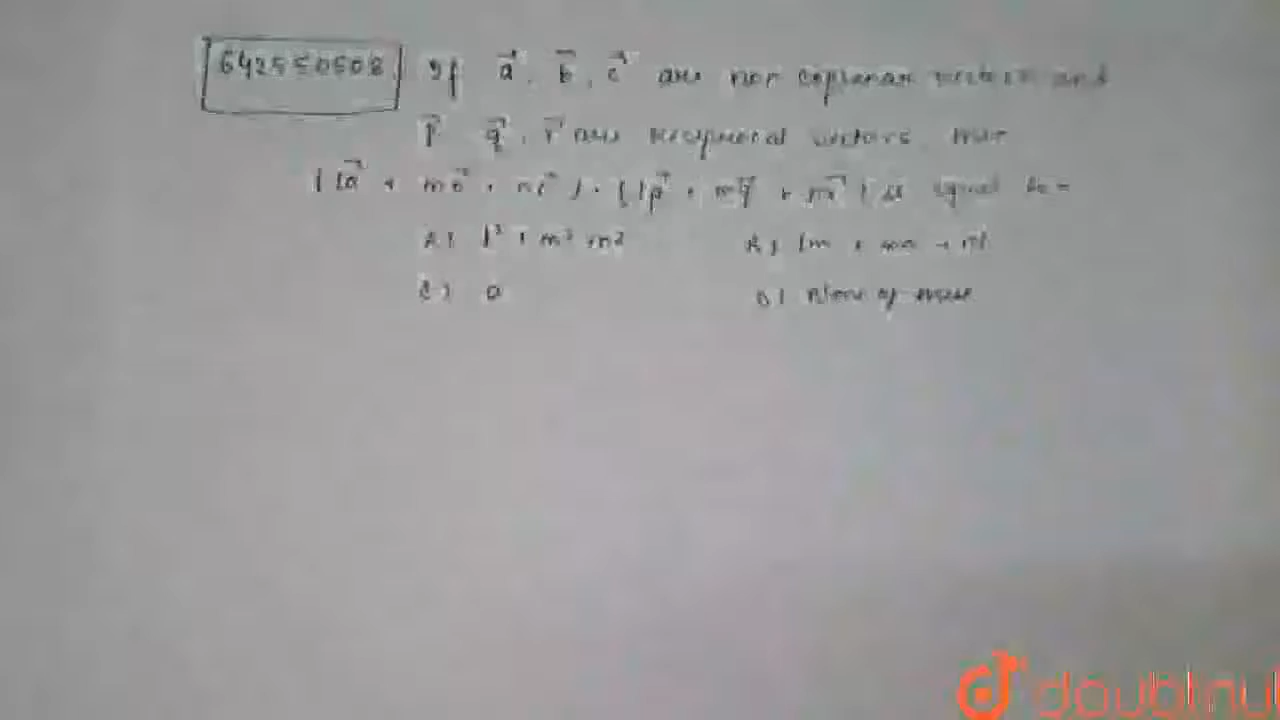 642550508 If a⃗, b⃗, c⃗ are non coplanar vectors and
p⃗ q⃗, r⃗ are reciprocal vectors, then
(la⃗ + mb⃗ + nc⃗) · (lp⃗ + mq⃗ + nr⃗) is equal to =
A) l² + m² + n² B) lm + mn + nl
C) 0 D) None of these
doubtnut